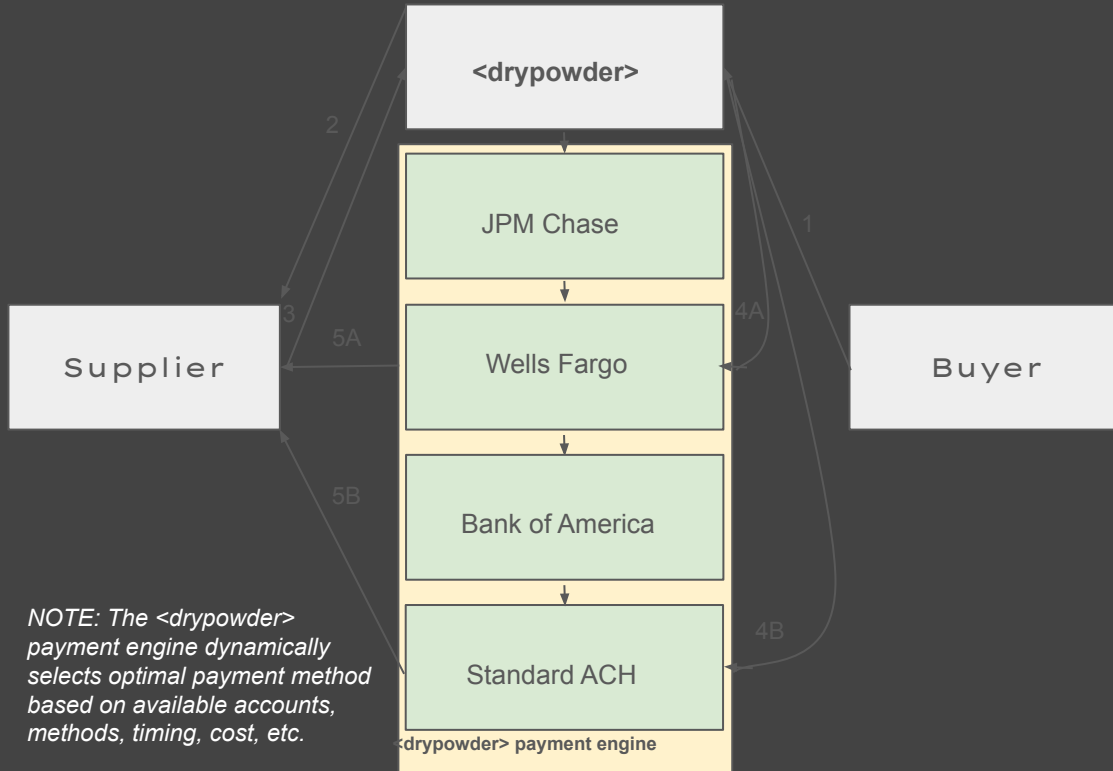 <drypowder>
2
JPM Chase
1
3
4A
5A
Supplier
Wells Fargo
Buyer
5B
Bank of America
NOTE: The <drypowder>
payment engine dynamically
selects optimal payment method
based on available accounts,
methods, timing, cost, etc.
4B
Standard ACH
<drypowder> payment engine